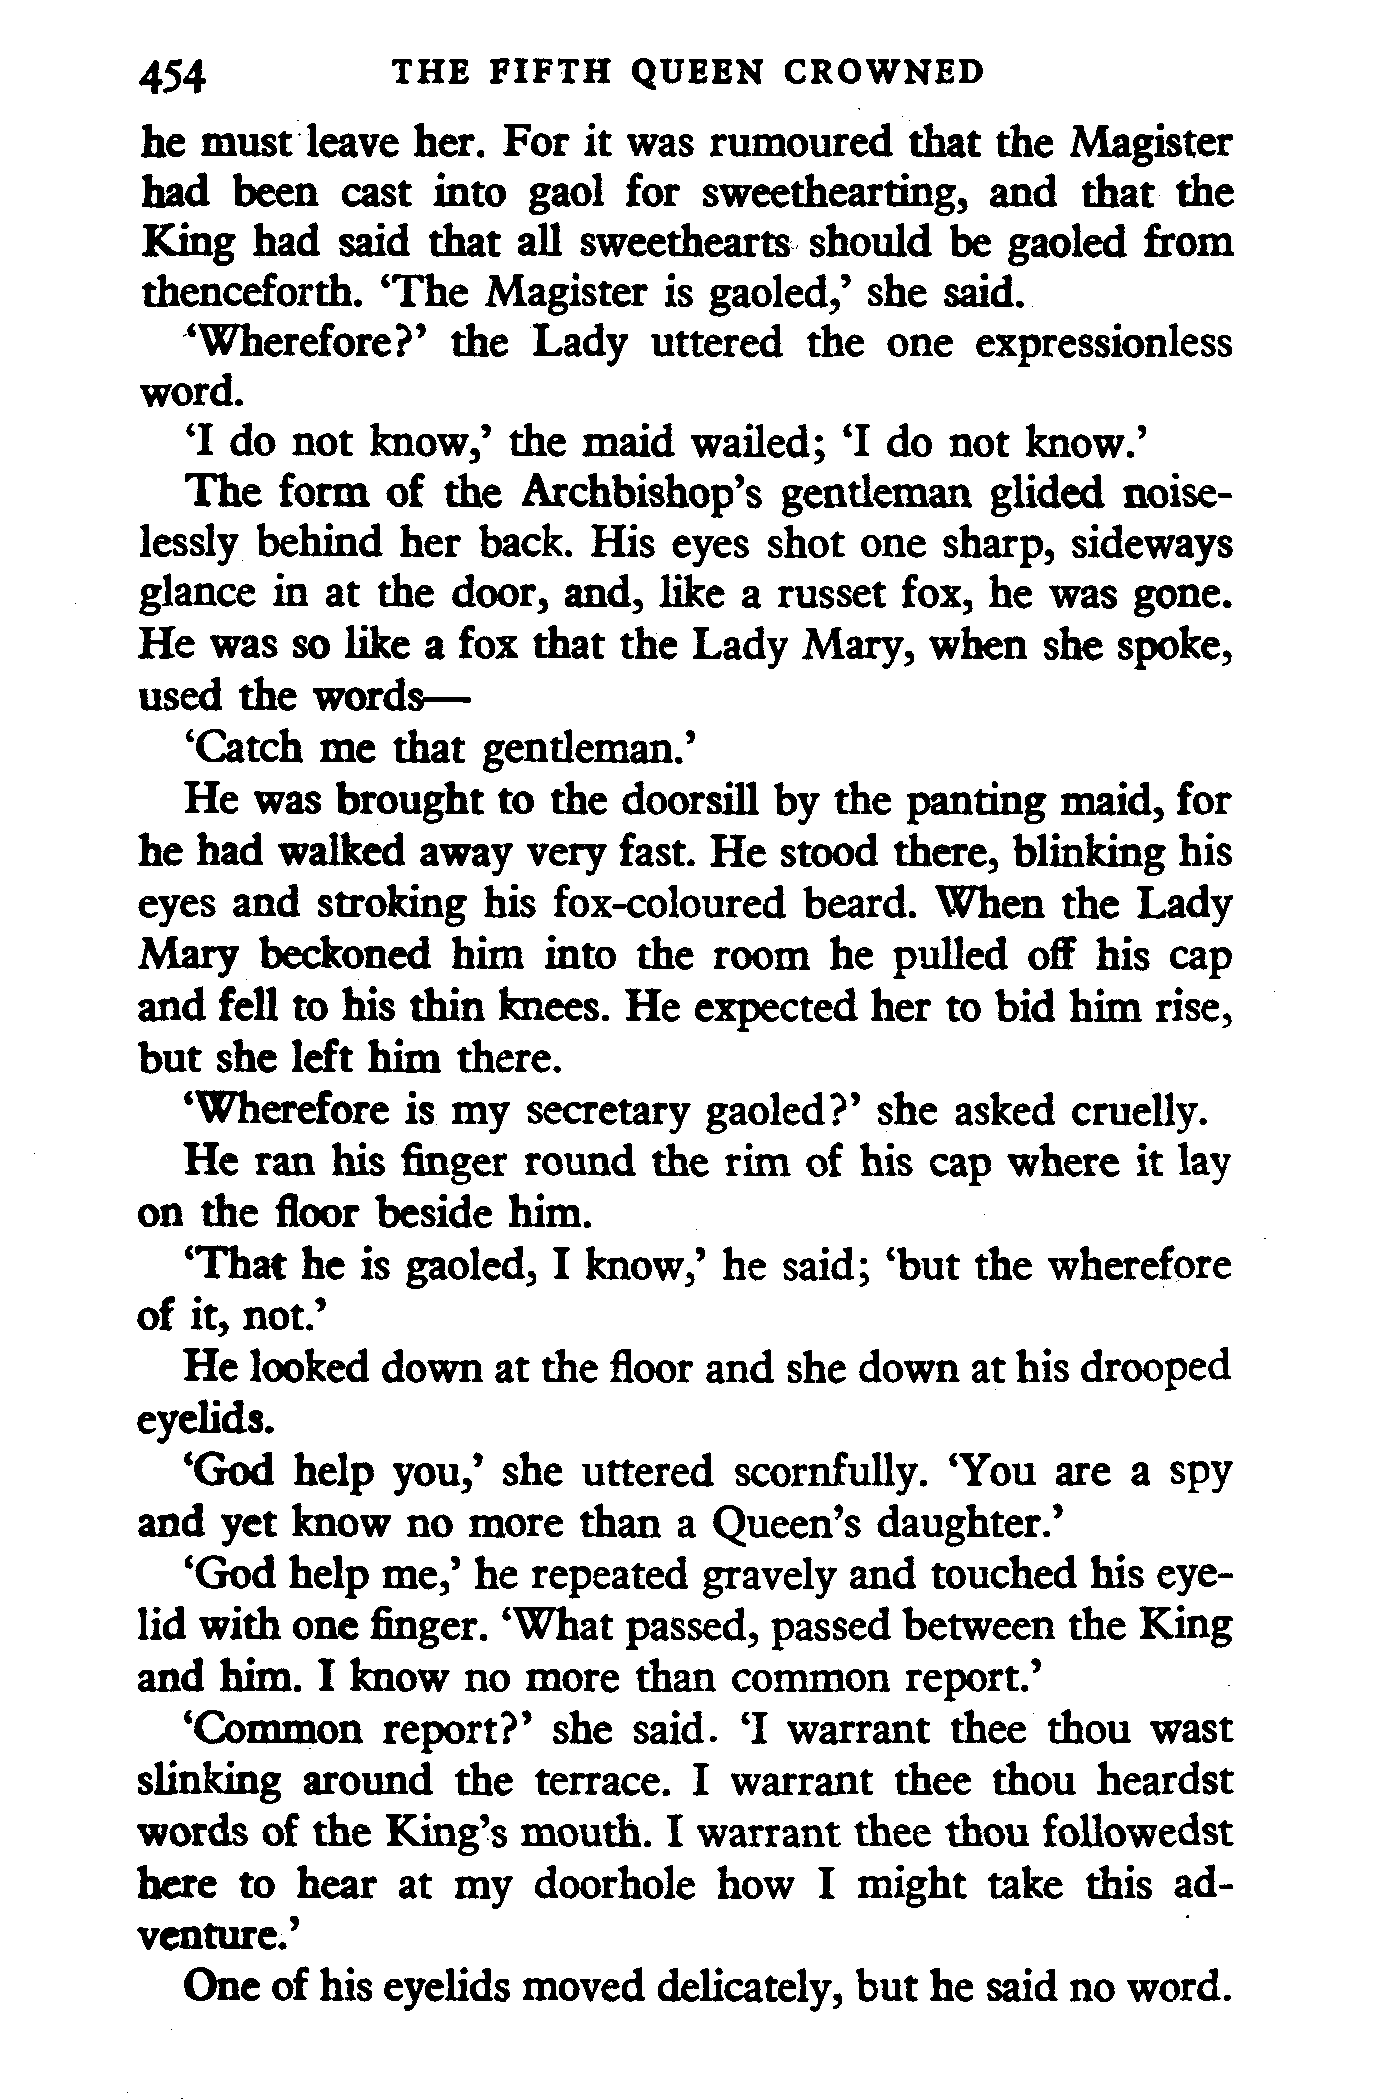 454 THE FIFTH QUEEN CROWNED
he must leave her. For it was rumoured that the Magister
had been cast into gaol for sweethearting, and that the
King had said that all sweethearts should be gaoled from
thenceforth. ‘The Magister is gaoled,’ she said.
‘Wherefore?’ the Lady uttered the one expressionless
word.
‘I do not know,’ the maid wailed; ‘I do not know.’
The form of the Archbishop’s gentleman glided noise-
lessly behind her back. His eyes shot one sharp, sideways
glance in at the door, and, like a russet fox, he was gone.
He was so like a fox that the Lady Mary, when she spoke,
used the words—
‘Catch me that gentleman.’
He was brought to the doorsill by the panting maid, for
he had walked away very fast. He stood there, blinking his
eyes and stroking his fox-coloured beard. When the Lady
Mary beckoned him into the room he pulled off his cap
and fell to his thin knees. He expected her to bid him rise,
but she left him there.
‘Wherefore is my secretary gaoled?’ she asked cruelly.
He ran his finger round the rim of his cap where it lay
on the floor beside him.
‘That he is gaoled, I know,’ he said; ‘but the wherefore
of it, not.’
He looked down at the floor and she down at his drooped
eyelids.
‘God help you,’ she uttered scornfully. ‘You are a spy
and yet know no more than a Queen’s daughter.’
‘God help me,’ he repeated gravely and touched his eye-
lid with one finger. ‘What passed, passed between the King
and him. I know no more than common report.’
‘Common report?’ she said. ‘I warrant thee thou wast
slinking around the terrace. I warrant thee thou heardst
words of the King’s mouth. I warrant thee thou followedst
here to hear at my doorhole how I might take this ad-
venture.’
One of his eyelids moved delicately, but he said no word.